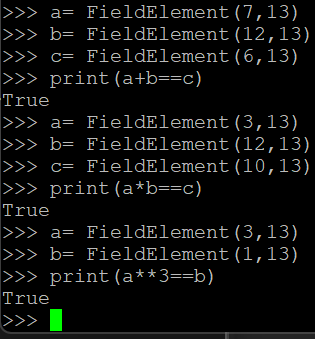 >>> a= FieldElement(7,13)
>>> b= FieldElement(12,13)
>>> c= FieldElement(6,13)
>>> print(a+b==c)
True
>>> a= FieldElement(3,13)
>>> b= FieldElement(12,13)
>>> c= FieldElement(10,13)
>>> print(a*b==c)
True
>>> a= FieldElement(3,13)
>>> b= FieldElement(1,13)
>>> print(a**3==b)
True
>>>